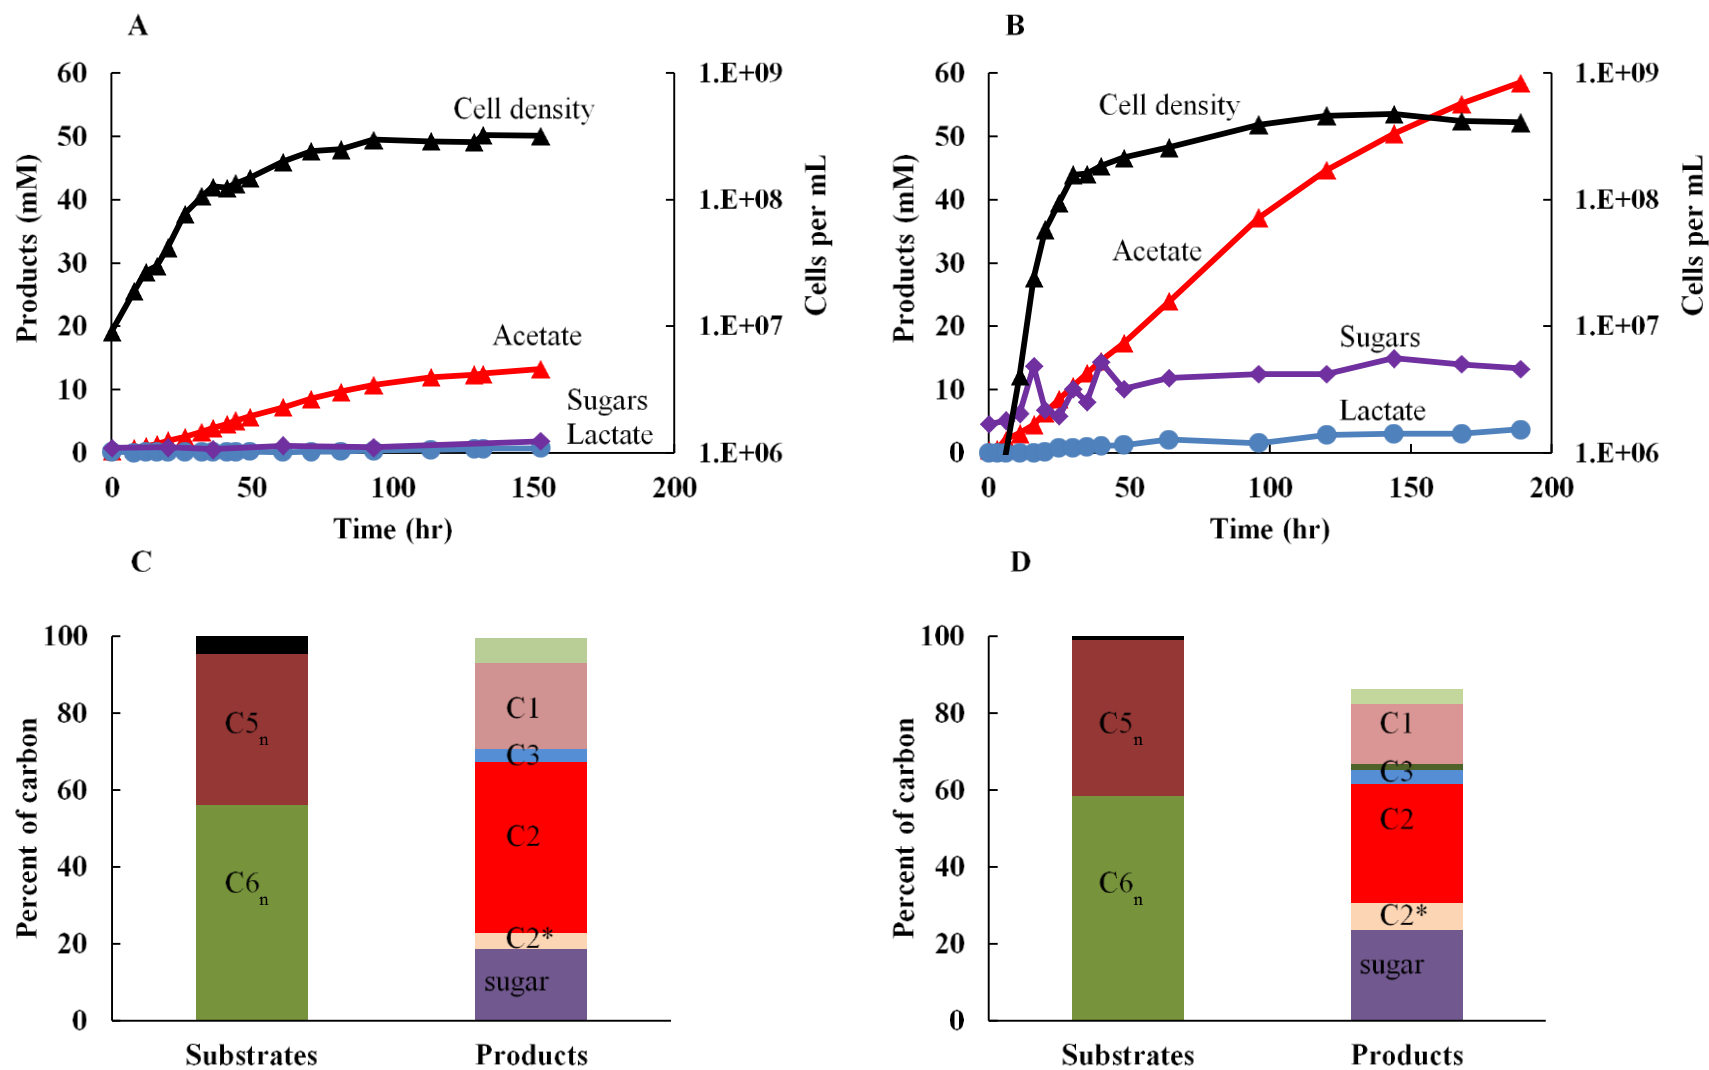 A
60
50
40
30
20
10
0
Products (mM)
1.E+09
1.E+08
1.E+07
1.E+06
Cells per mL
Cell density
Acetate
Sugars
Lactate
0 50 100 150 200
Time (hr)
B
60
50
40
30
20
10
0
Products (mM)
1.E+09
1.E+08
1.E+07
1.E+06
Cells per mL
Cell density
Acetate
Sugars
Lactate
0 50 100 150 200
Time (hr)
C
100
80
60
40
20
0
Percent of carbon
C5n
C6n
C1
C3
C2
C2*
sugar
Substrates Products
D
100
80
60
40
20
0
Percent of carbon
C5n
C6n
C1
C3
C2
C2*
sugar
Substrates Products